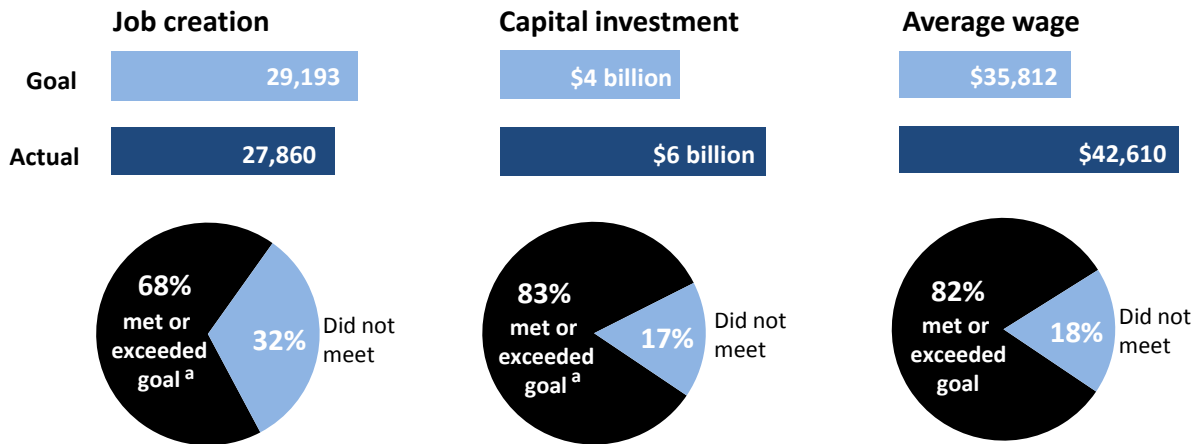 Job creation
Capital investment
Average wage
Goal
29,193
$4 billion
$35,812
Actual
27,860
$6 billion
$42,610
68%
met or
exceeded
goal a
32%
Did not
meet
83%
met or
exceeded
goal a
17%
Did not
meet
82%
met or
exceeded
goal
18%
Did not
meet